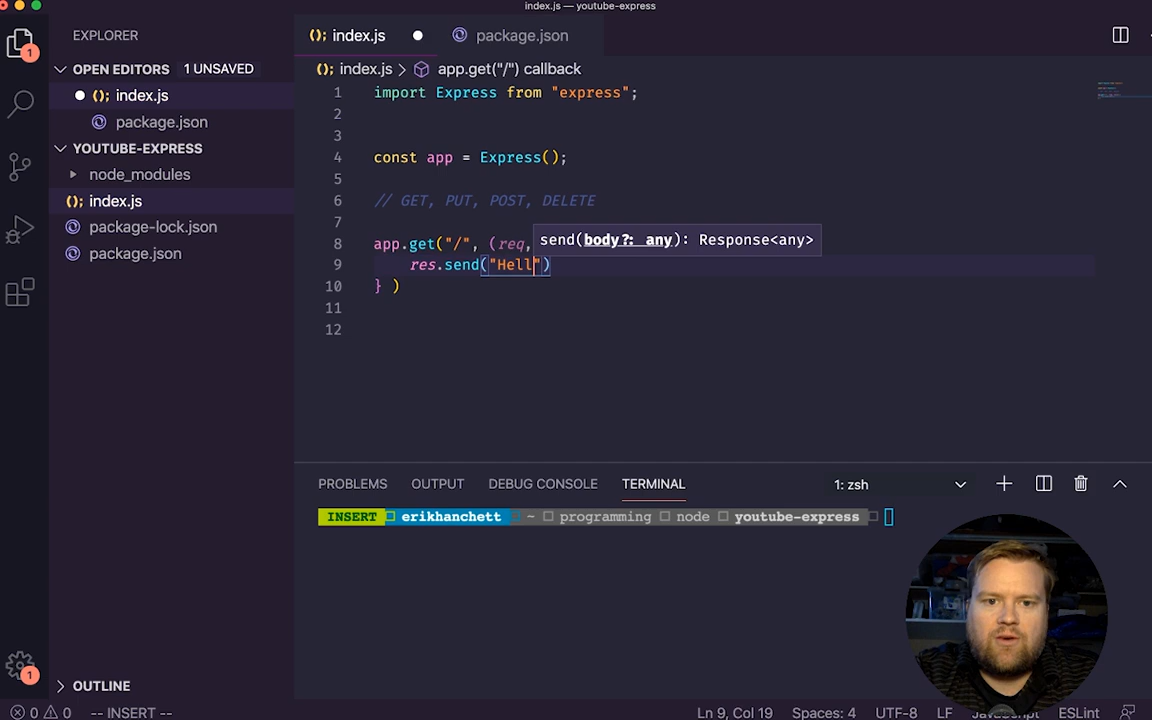 index.js — youtube-express
EXPLORER
index.js
package.json
OPEN EDITORS 1 UNSAVED
index.js > app.get("/") callback
index.js
package.json
YOUTUBE-EXPRESS
node_modules
index.js
package-lock.json
package.json
1 import Express from "express";
2
3
4 const app = Express();
5
6 // GET, PUT, POST, DELETE
7
8 app.get("/", (req,
send(body?: any): Response<any>
9 res.send("Hell")
10 } )
11
12
PROBLEMS OUTPUT DEBUG CONSOLE TERMINAL 1: zsh
INSERT erikhanchett ~ programming node youtube-express
1
1
OUTLINE
0 0 -- INSERT -- Ln 9, Col 19 Spaces: 4 UTF-8 LF JavaScript ESLint